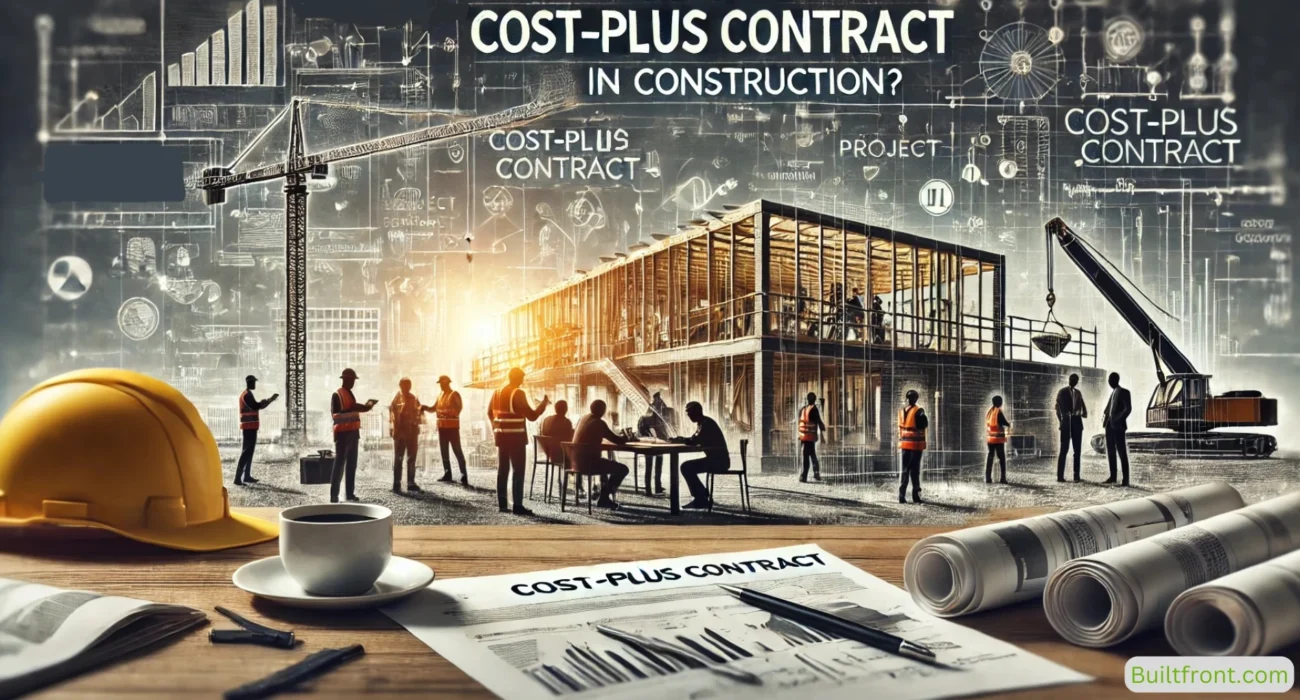 COST-PLUS CONTRACT
IN CONSTRUCTION?
COST-PLUS
CONTRACT
PROJECT
COST-PLUS
CONTRACT
COST-PLUS CONTRACT
Builtfront.com